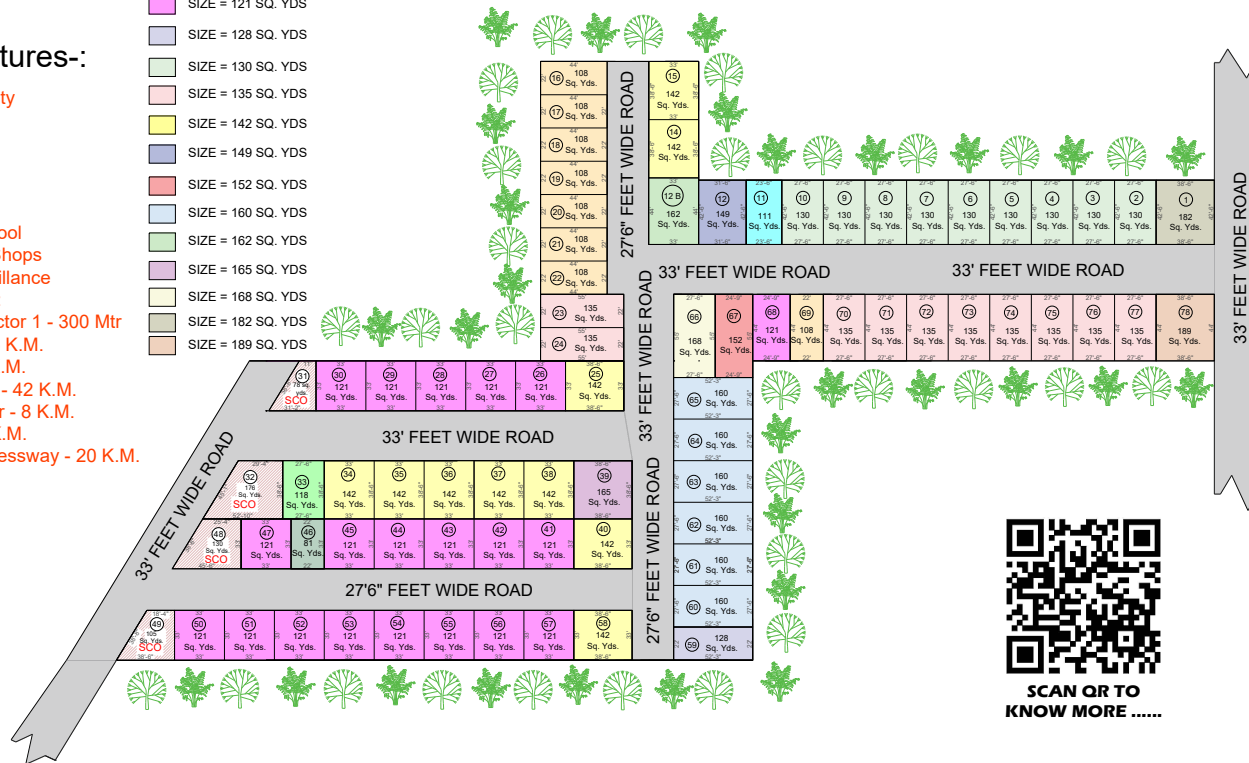 SIZE = 121 SQ. YDS
SIZE = 128 SQ. YDS
SIZE = 130 SQ. YDS
SIZE = 135 SQ. YDS
SIZE = 142 SQ. YDS
SIZE = 149 SQ. YDS
SIZE = 152 SQ. YDS
SIZE = 160 SQ. YDS
SIZE = 162 SQ. YDS
SIZE = 165 SQ. YDS
SIZE = 168 SQ. YDS
SIZE = 182 SQ. YDS
SIZE = 189 SQ. YDS
tures-:
ty
ool
hops
illance
ctor 1 - 300 Mtr
K.M.
.M.
- 42 K.M.
r - 8 K.M.
K.M.
essway - 20 K.M.
16 108 Sq. Yds.
17 108 Sq. Yds.
18 108 Sq. Yds.
19 108 Sq. Yds.
20 108 Sq. Yds.
21 108 Sq. Yds.
22 108 Sq. Yds.
23 135 Sq. Yds.
24 135 Sq. Yds.
27'6" FEET WIDE ROAD
15 142 Sq. Yds.
14 142 Sq. Yds.
12 B 162 Sq. Yds.
12 149 Sq. Yds.
11 111 Sq. Yds.
10 130 Sq. Yds.
9 130 Sq. Yds.
8 130 Sq. Yds.
7 130 Sq. Yds.
6 130 Sq. Yds.
5 130 Sq. Yds.
4 130 Sq. Yds.
3 130 Sq. Yds.
2 130 Sq. Yds.
1 182 Sq. Yds.
33' FEET WIDE ROAD
33' FEET WIDE ROAD
33' FEET WIDE ROAD
33' FEET WIDE ROAD
66 168 Sq. Yds.
67 152 Sq. Yds.
68 121 Sq. Yds.
69 108 Sq. Yds.
70 135 Sq. Yds.
71 135 Sq. Yds.
72 135 Sq. Yds.
73 135 Sq. Yds.
74 135 Sq. Yds.
75 135 Sq. Yds.
76 135 Sq. Yds.
77 135 Sq. Yds.
78 189 Sq. Yds.
31 78 Sq. yds. SCO
30 121 Sq. Yds.
29 121 Sq. Yds.
28 121 Sq. Yds.
27 121 Sq. Yds.
26 121 Sq. Yds.
25 142 Sq. Yds.
33' FEET WIDE ROAD
33' FEET WIDE ROAD
32 176 Sq. Yds. SCO
33 118 Sq. Yds.
34 142 Sq. Yds.
35 142 Sq. Yds.
36 142 Sq. Yds.
37 142 Sq. Yds.
38 142 Sq. Yds.
39 165 Sq. Yds.
48 130 Sq. Yds. SCO
47 121 Sq. Yds.
46 81 Sq. Yds.
45 121 Sq. Yds.
44 121 Sq. Yds.
43 121 Sq. Yds.
42 121 Sq. Yds.
41 121 Sq. Yds.
40 142 Sq. Yds.
27'6" FEET WIDE ROAD
27'6" FEET WIDE ROAD
49 105 Sq. Yds. SCO
50 121 Sq. Yds.
51 121 Sq. Yds.
52 121 Sq. Yds.
53 121 Sq. Yds.
54 121 Sq. Yds.
55 121 Sq. Yds.
56 121 Sq. Yds.
57 121 Sq. Yds.
58 142 Sq. Yds.
65 160 Sq. Yds.
64 160 Sq. Yds.
63 160 Sq. Yds.
62 160 Sq. Yds.
61 160 Sq. Yds.
60 160 Sq. Yds.
59 128 Sq. Yds.
SCAN QR TO
KNOW MORE ......